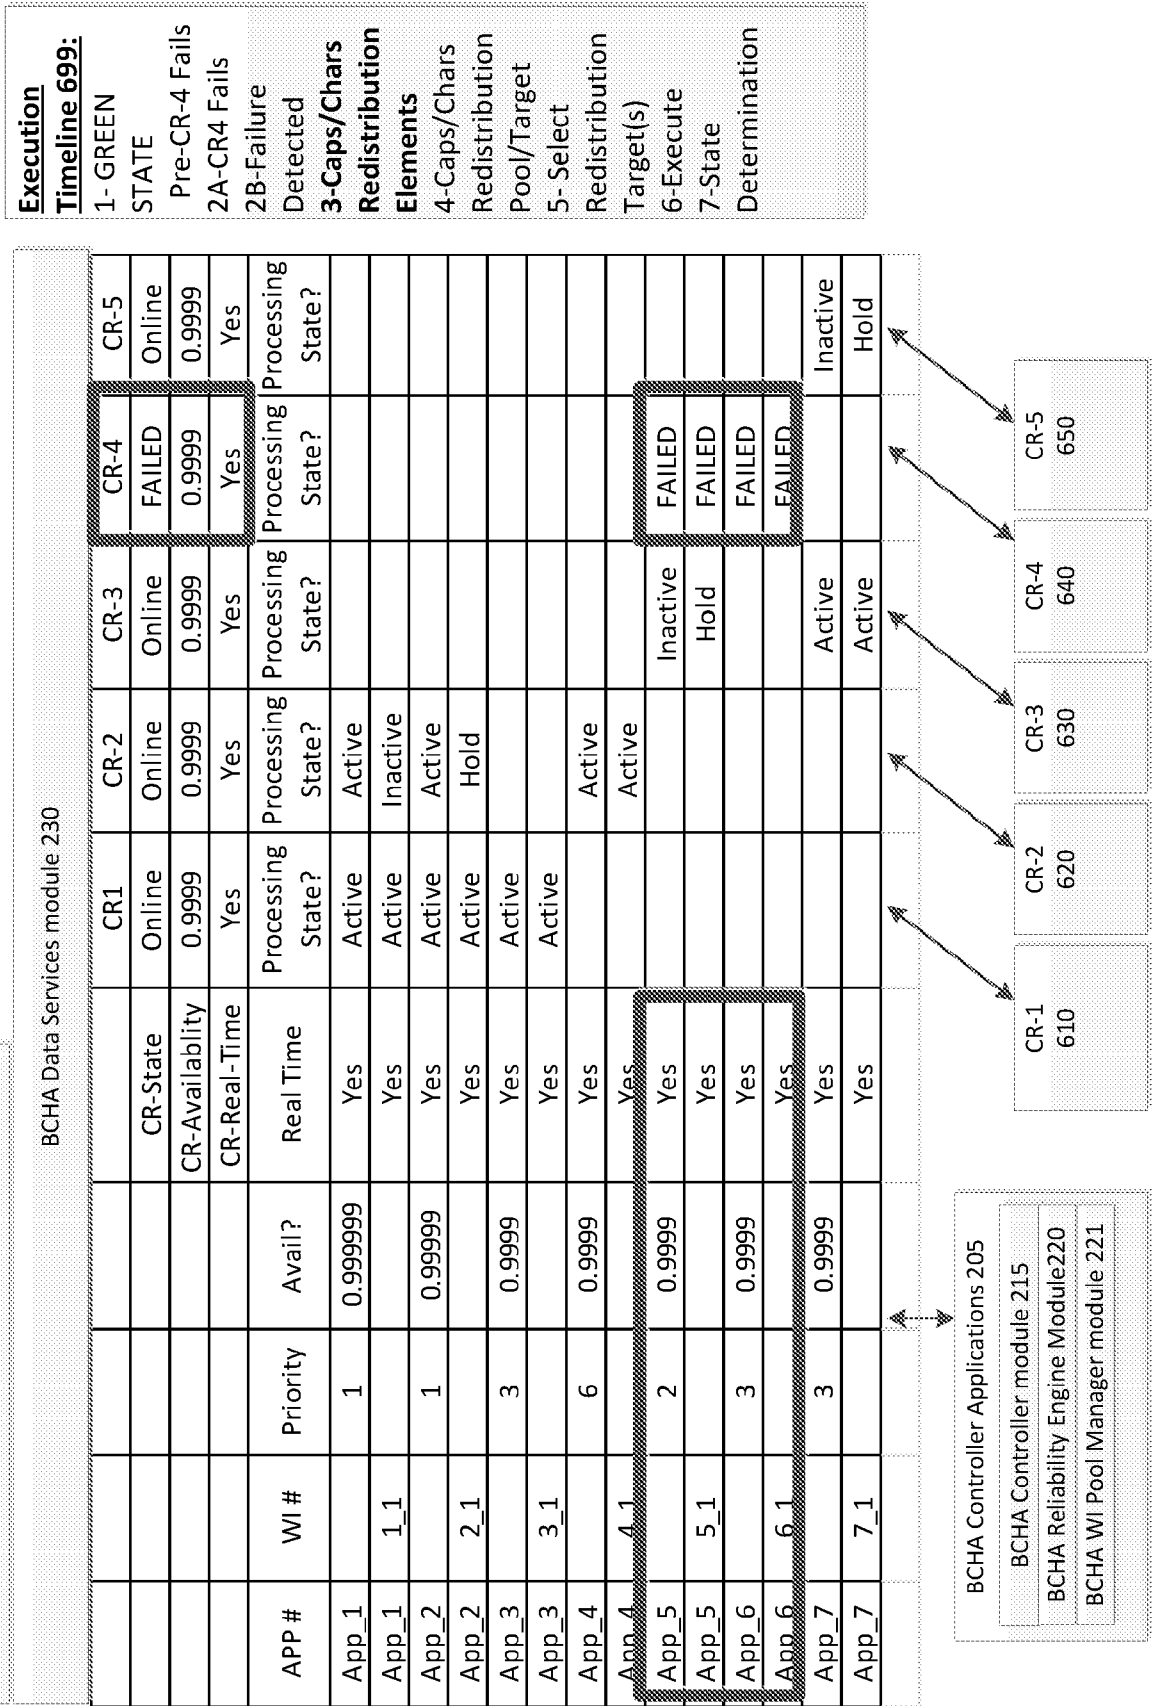 BCHA Data Services module 230
CR1 CR-2 CR-3 CR-4 CR-5
CR-State Online Online Online FAILED Online
CR-Availablity 0.9999 0.9999 0.9999 0.9999 0.9999
CR-Real-Time Yes Yes Yes Yes Yes
APP # WI # Priority Avail? Real Time Processing State? Processing State? Processing State? Processing State? Processing State?
App_1 1 0.99999 Yes Active Active
App_1 1_1 Yes Active Inactive
App_2 1 0.99999 Yes Active Active
App_2 2_1 Yes Active Hold
App_3 3 0.9999 Yes Active
App_3 3_1 Yes Active
App_4 6 0.9999 Yes Active
App_4 4_1 Yes Active
App_5 2 0.9999 Yes Inactive FAILED
App_5 5_1 Yes Hold FAILED
App_6 3 0.9999 Yes FAILED
App_6 6_1 Yes FAILED
App_7 3 0.9999 Yes Active Inactive
App_7 7_1 Yes Active Hold
BCHA Controller Applications 205
BCHA Controller module 215
BCHA Reliability Engine Module220
BCHA WI Pool Manager module 221
CR-1
610
CR-2
620
CR-3
630
CR-4
640
CR-5
650
Execution
Timeline 699:
1- GREEN
STATE
Pre-CR-4 Fails
2A-CR4 Fails
2B-Failure
Detected
3-Caps/Chars
Redistribution
Elements
4-Caps/Chars
Redistribution
Pool/Target
5- Select
Redistribution
Target(s)
6-Execute
7-State
Determination